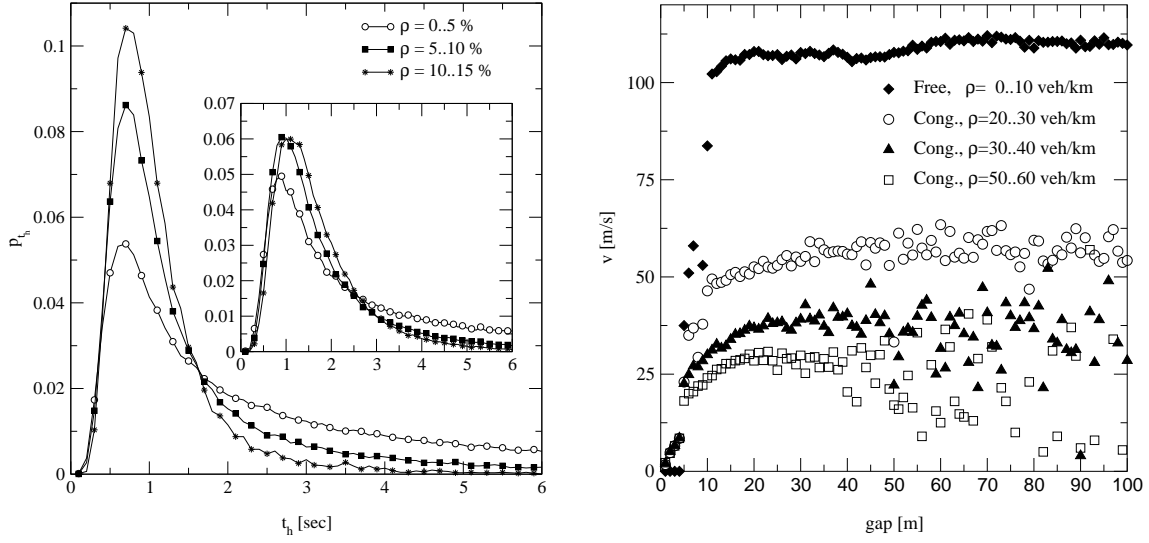 ρ = 0..5 %
ρ = 5..10 %
ρ = 10..15 %
0.1
0.08
0.06
0.04
0.02
0
p_{t_h}
0 1 2 3 4 5 6
t_h [sec]
0.07
0.06
0.05
0.04
0.03
0.02
0.01
0.00
0 1 2 3 4 5 6
Free, ρ= 0..10 veh/km
Cong., ρ=20..30 veh/km
Cong., ρ=30..40 veh/km
Cong., ρ=50..60 veh/km
100
75
50
25
0
v [m/s]
0 10 20 30 40 50 60 70 80 90 100
gap [m]